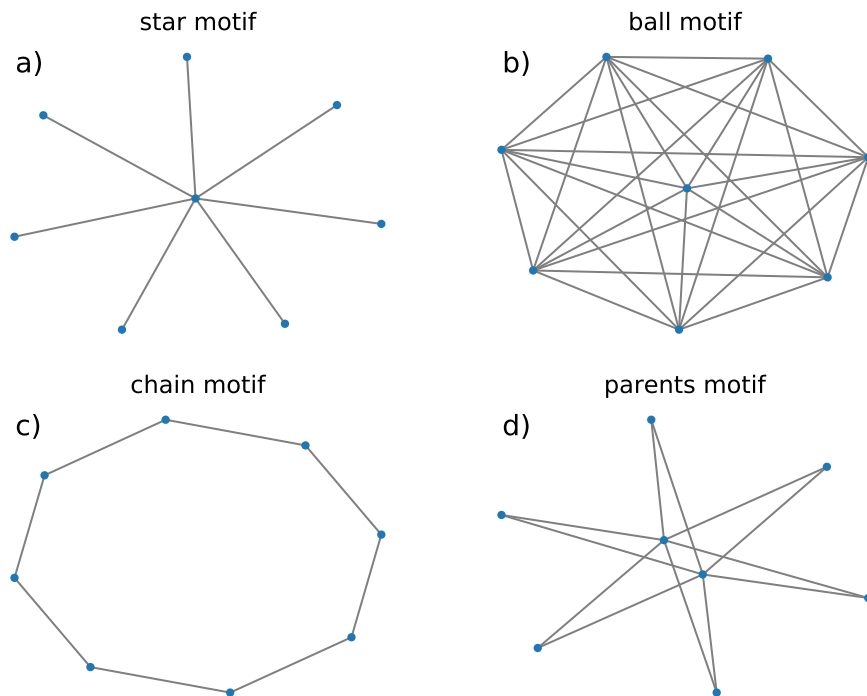 star motif
a)
ball motif
b)
chain motif
c)
parents motif
d)